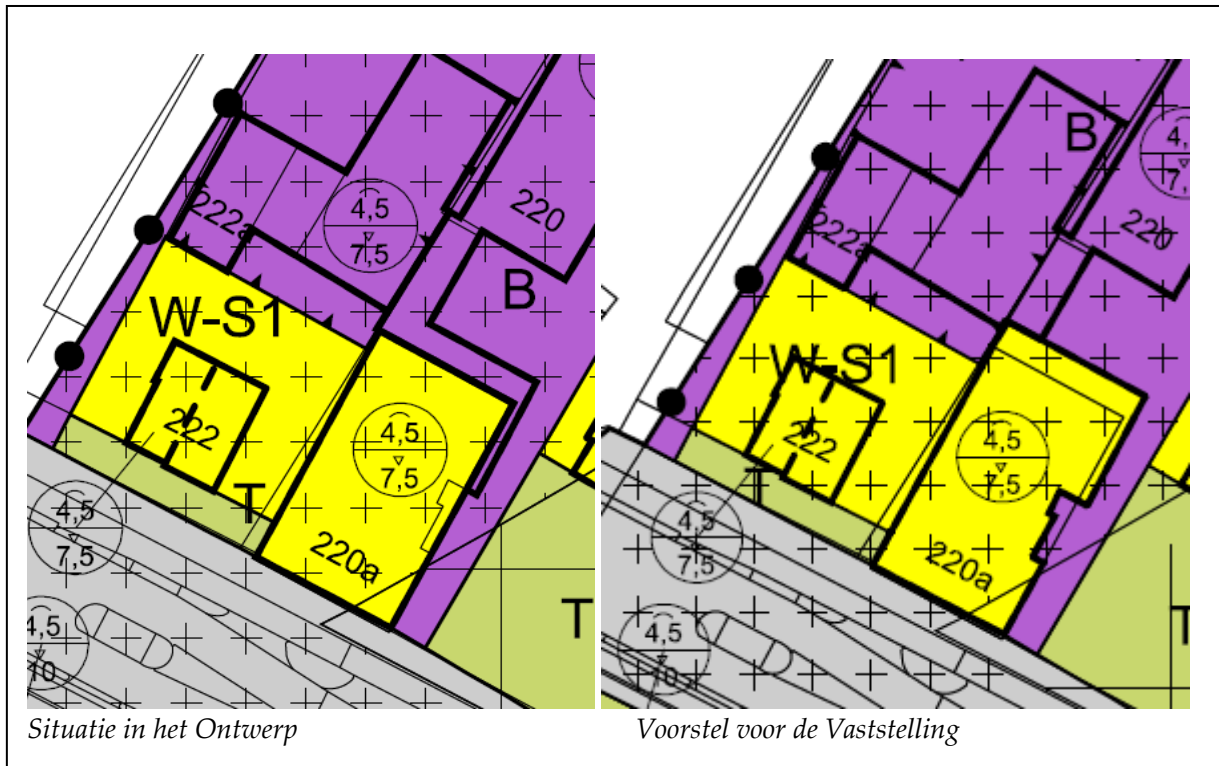 222a
4,5
7,5
220
B
W-S1
222
4,5
7,5
T
220a
4,5
7,5
4,5
10
T
B
4,
7,
220
222a
W-S1
222
4,5
7,5
T
220a
4,5
7,5
4,5
10
T
Situatie in het Ontwerp
Voorstel voor de Vaststelling